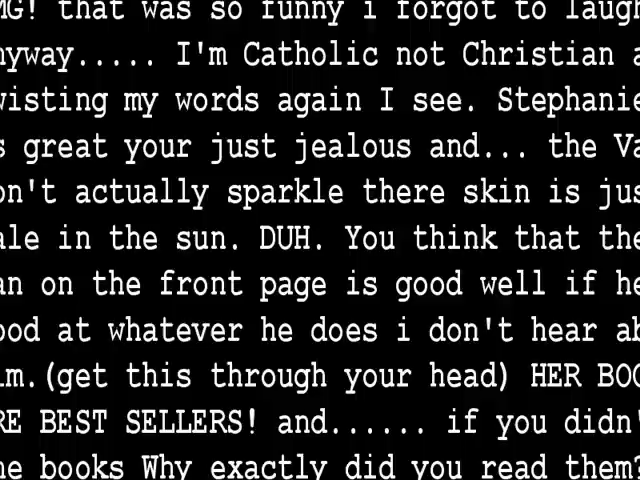 MG! that was so funny i forgot to laugh
nyway..... I'm Catholic not Christian a
wisting my words again I see. Stephanie
s great your just jealous and... the Va
on't actually sparkle there skin is jus
ale in the sun. DUH. You think that the
an on the front page is good well if he
ood at whatever he does i don't hear ab
im.(get this through your head) HER BOO
RE BEST SELLERS! and...... if you didn'
he books Why exactly did you read them?